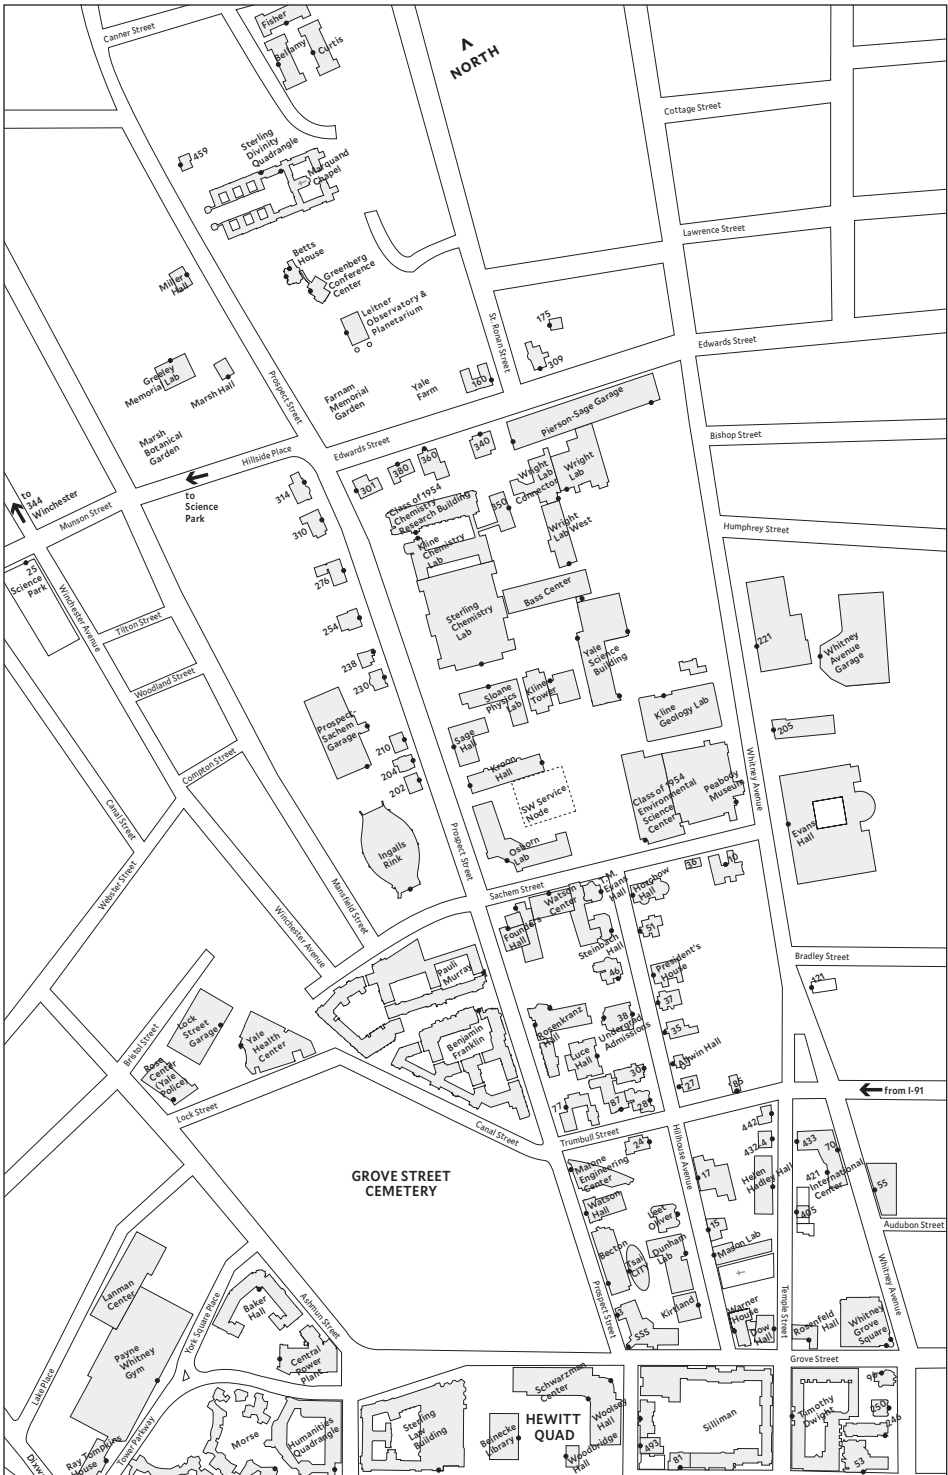 Canner Street
Fisher
Bellamy
Curtis
NORTH
Cottage Street
459
Sterling
Divinity
Quadrangle
Marquand
Chapel
Lawrence Street
Betts
House
Greenberg
Conference
Center
Miller
Hall
Leitner
Observatory &
Planetarium
St. Ronan Street
175
309
Edwards Street
Greeley
Memorial Lab
Marsh Hall
Prospect Street
Farnam
Memorial
Garden
Yale
Farm
160
Pierson-Sage Garage
Marsh
Botanical
Garden
Hillside Place
Edwards Street
340
360
380
301
Bishop Street
to
344
Winchester
Munson Street
to
Science
Park
314
310
Class of 1954
Chemistry
Research Building
350
Wright
Lab
Connector
Wright
Lab
Wright
Lab West
Humphrey Street
Kline
Chemistry
Lab
25
Science
Park
Winchester Avenue
276
Bass Center
Tilton Street
254
Sterling
Chemistry
Lab
Yale
Science
Building
221
Whitney
Avenue
Garage
Woodland Street
238
230
Sloane
Physics
Lab
Kline
Tower
Kline
Geology Lab
Prospect-
Sachem
Garage
Sage
Hall
205
Compton Street
210
204
202
Kroon
Hall
SW Service
Node
Class of 1954
Environmental
Science
Center
Peabody
Museum
Whitney Avenue
Canal Street
Evans
Hall
Ingalls
Rink
Osborn
Lab
Prospect Street
Webster Street
Mansfield Street
Winchester Avenue
Sachem Street
Watson
Center
T.M.
Evans
Hall
Horchow
Hall
36
10
Founders
Hall
51
Steinbach
Hall
46
President's
House
Bradley Street
121
Pauli
Murray
37
Bristol Street
Lock
Street
Garage
Yale
Health
Center
Benjamin
Franklin
Rosenkranz
Hall
38
Undergrad
Admissions
35
Luce
Hall
Allwin Hall
Rose
Center
(Yale
Police)
30
27
85
from I-91
Lock Street
Canal Street
77
87
28
Trumbull Street
24
Hillhouse Avenue
442
432-4
433
70
GROVE STREET
CEMETERY
Malone
Engineering
Center
17
Helen
Hadley Hall
421
International
Center
55
Watson
Hall
Leet
Oliver
15
405
Audubon Street
Becton
Tsai
CITY
Dunham
Lab
Mason Lab
Lanman
Center
York Square Place
Baker
Hall
Ashmun Street
Prospect Street
Kirtland
Warner
House
Dow
Hall
Temple Street
Rosenfeld
Hall
Whitney
Grove
Square
Whitney Avenue
SSS
Payne
Whitney
Gym
Central
Power
Plant
Grove Street
Lake Place
Schwarzman
Center
HEWITT
QUAD
Woolsey
Hall
Silliman
Timothy
Dwight
96
250
246
Sterling
Law
Building
Beinecke
Library
Woodbridge
Hall
493
81
53
Ray Tompkins
House
Tower Parkway
Morse
Humanities
Quadrangle